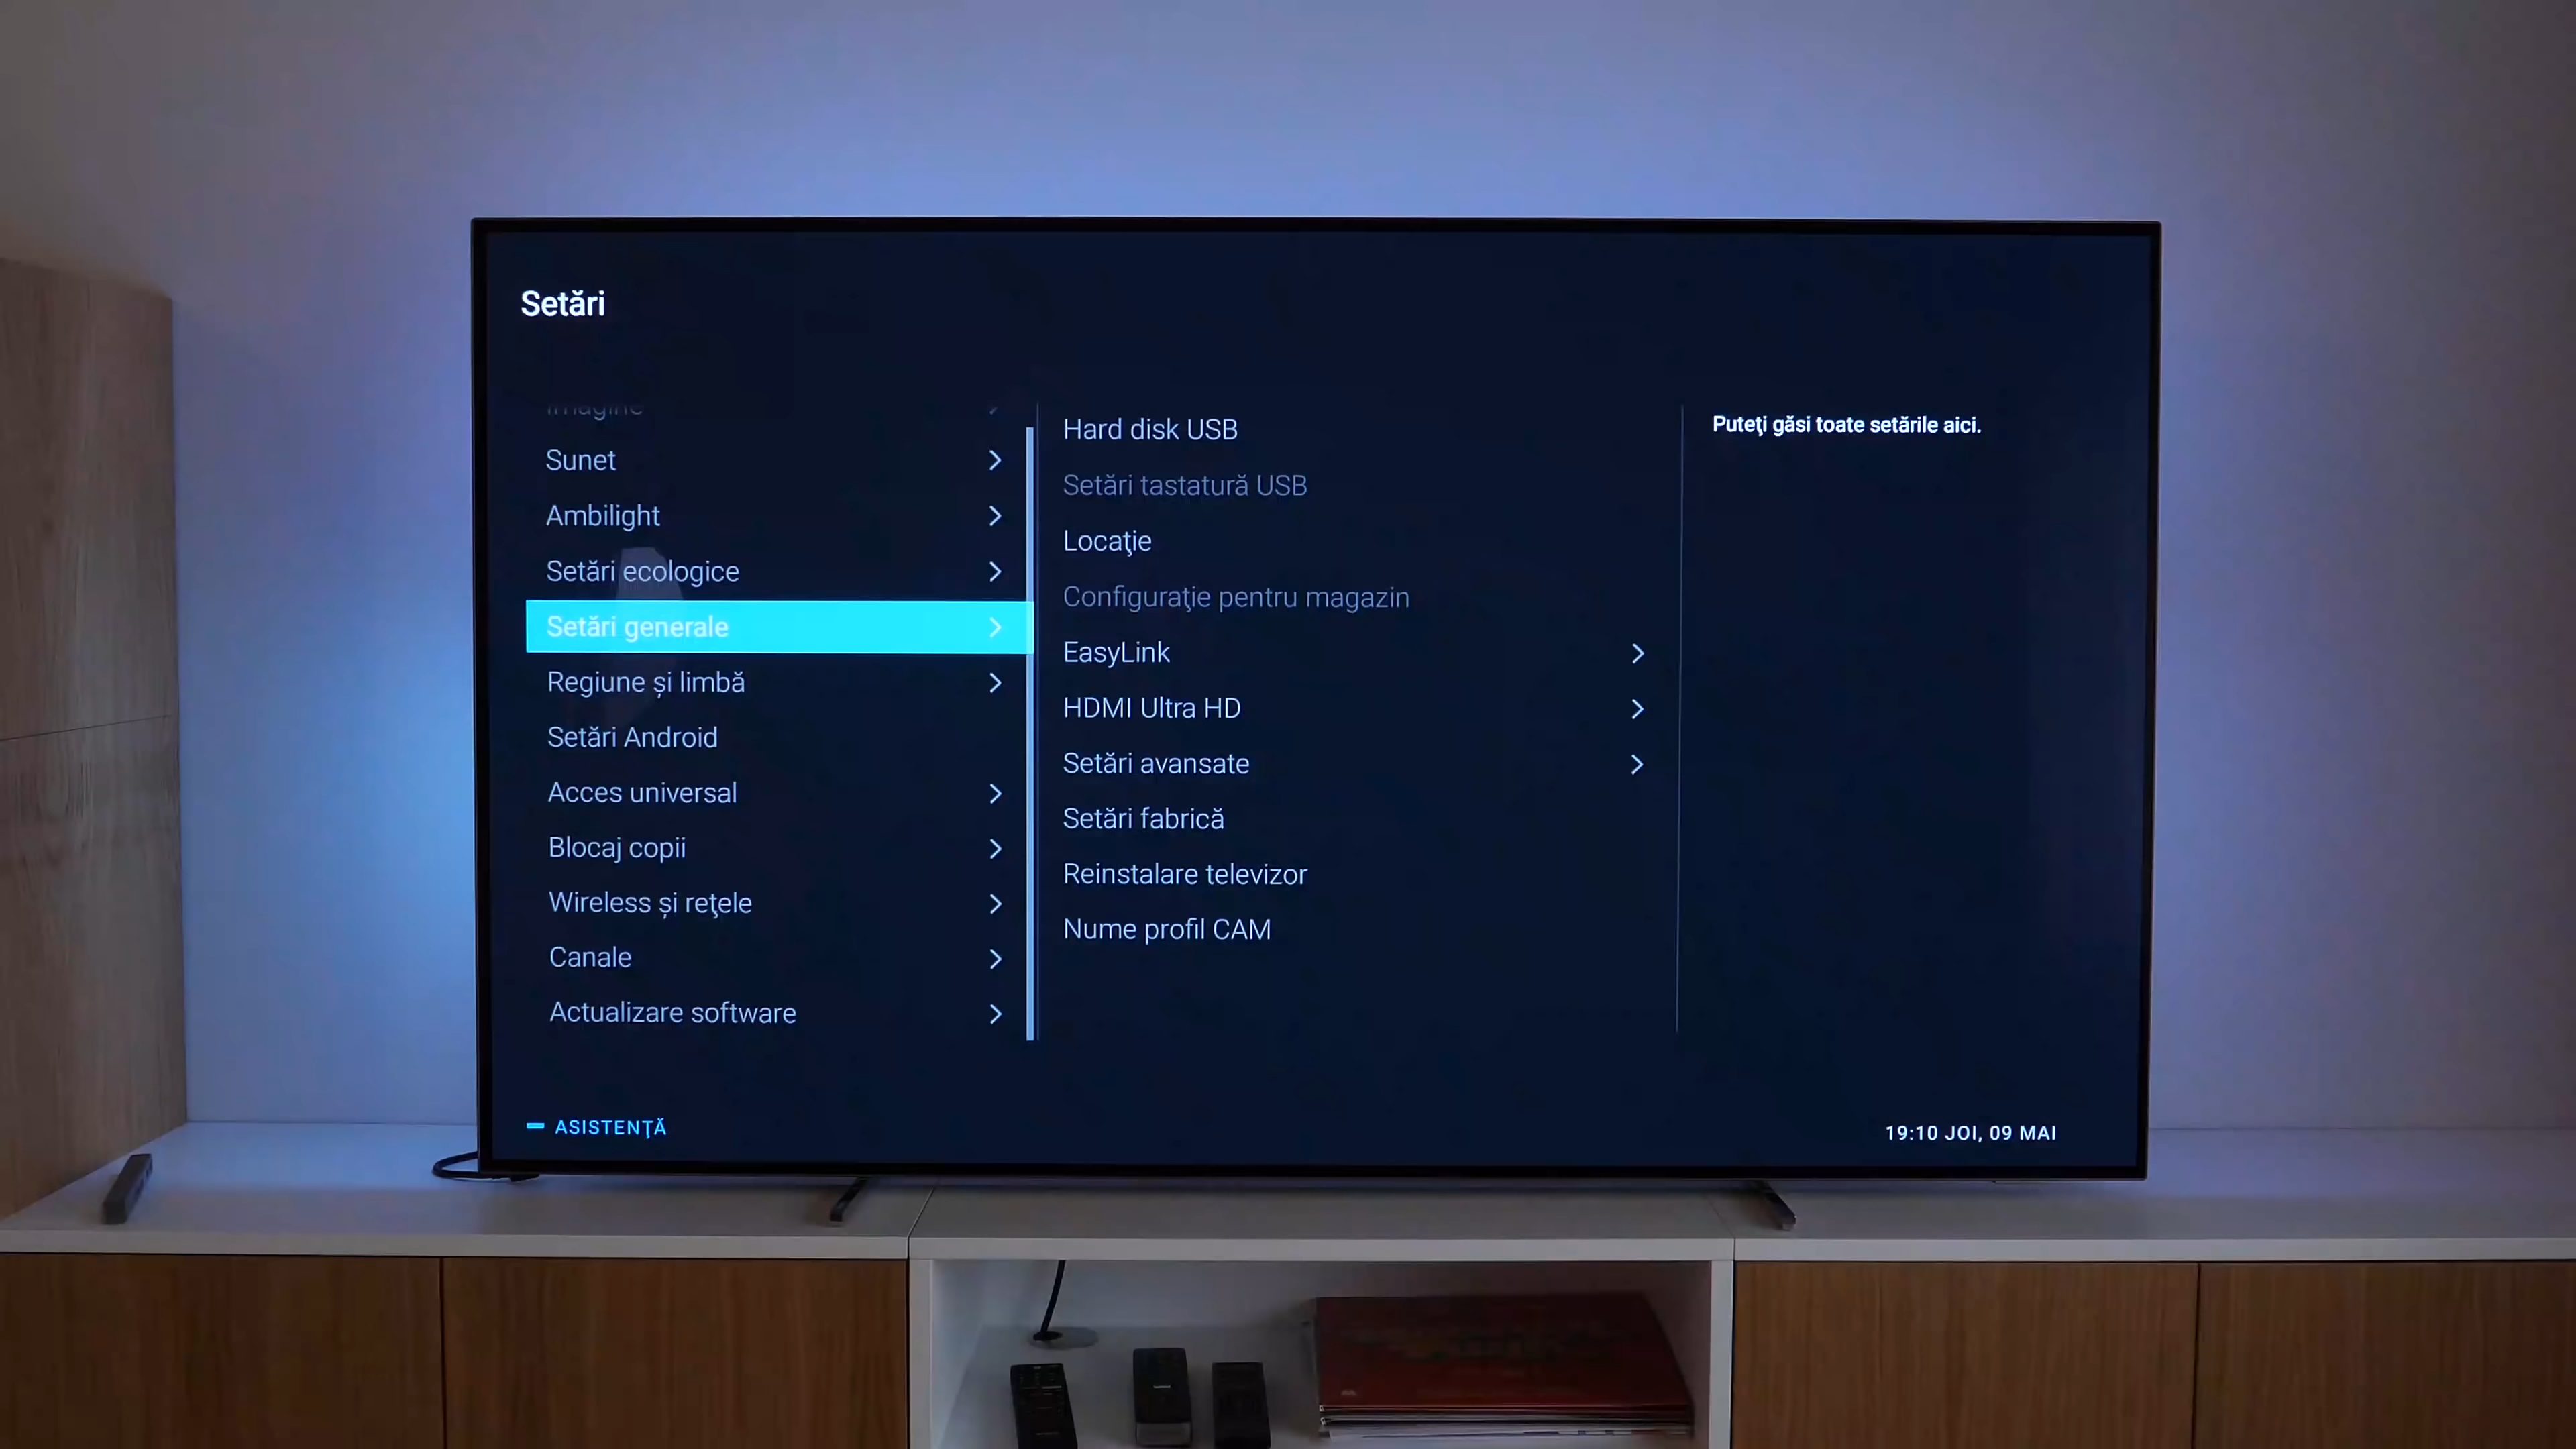 Setări
Imagine
Sunet
Ambilight
Setări ecologice
Setări generale
Regiune și limbă
Setări Android
Acces universal
Blocaj copii
Wireless și reţele
Canale
Actualizare software
Hard disk USB
Setări tastatură USB
Locaţie
Configuraţie pentru magazin
EasyLink
HDMI Ultra HD
Setări avansate
Setări fabrică
Reinstalare televizor
Nume profil CAM
Puteţi găsi toate setările aici.
ASISTENŢĂ
19:10 JOI, 09 MAI